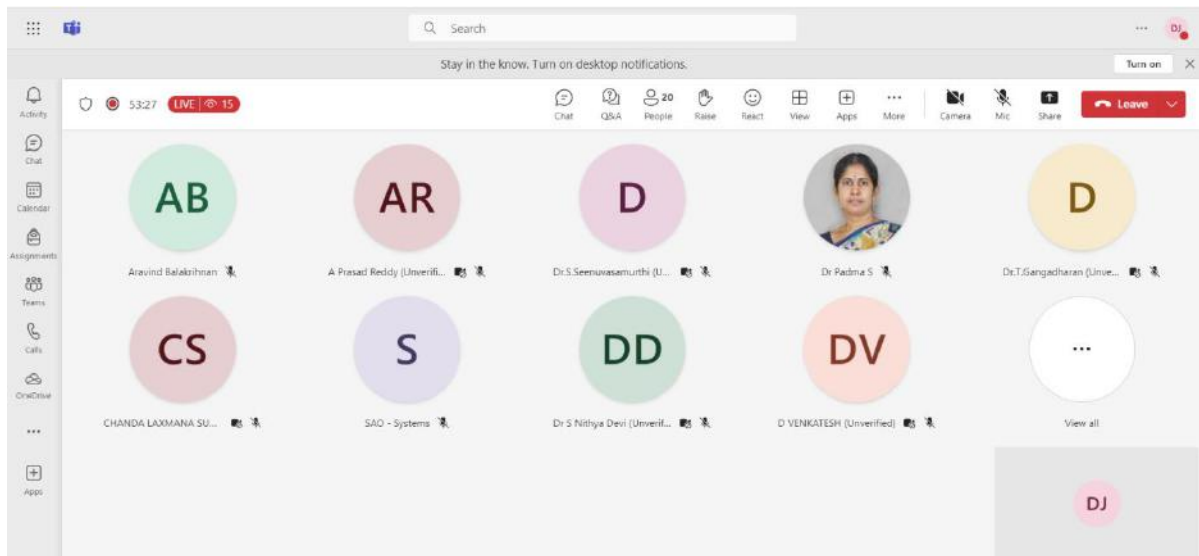 Search
DJ
Stay in the know. Turn on desktop notifications.
Turn on
Activity
Chat
Calendar
Assignments
Teams
Calls
OneDrive
Apps
53:27 LIVE 15
Chat
Q&A
20
People
Raise
React
View
Apps
More
Camera
Mic
Share
Leave
AB AR D D
Aravind Balakrihnan A Prasad Reddy (Unverifi... Dr.S.Seenuvasamurthi (U... Dr Padma S Dr.T.Gangadharan (Unve...
CS S DD DV ...
CHANDA LAXMANA SU... SAO - Systems Dr S Nithya Devi (Unverif... D VENKATESH (Unverified) View all
DJ